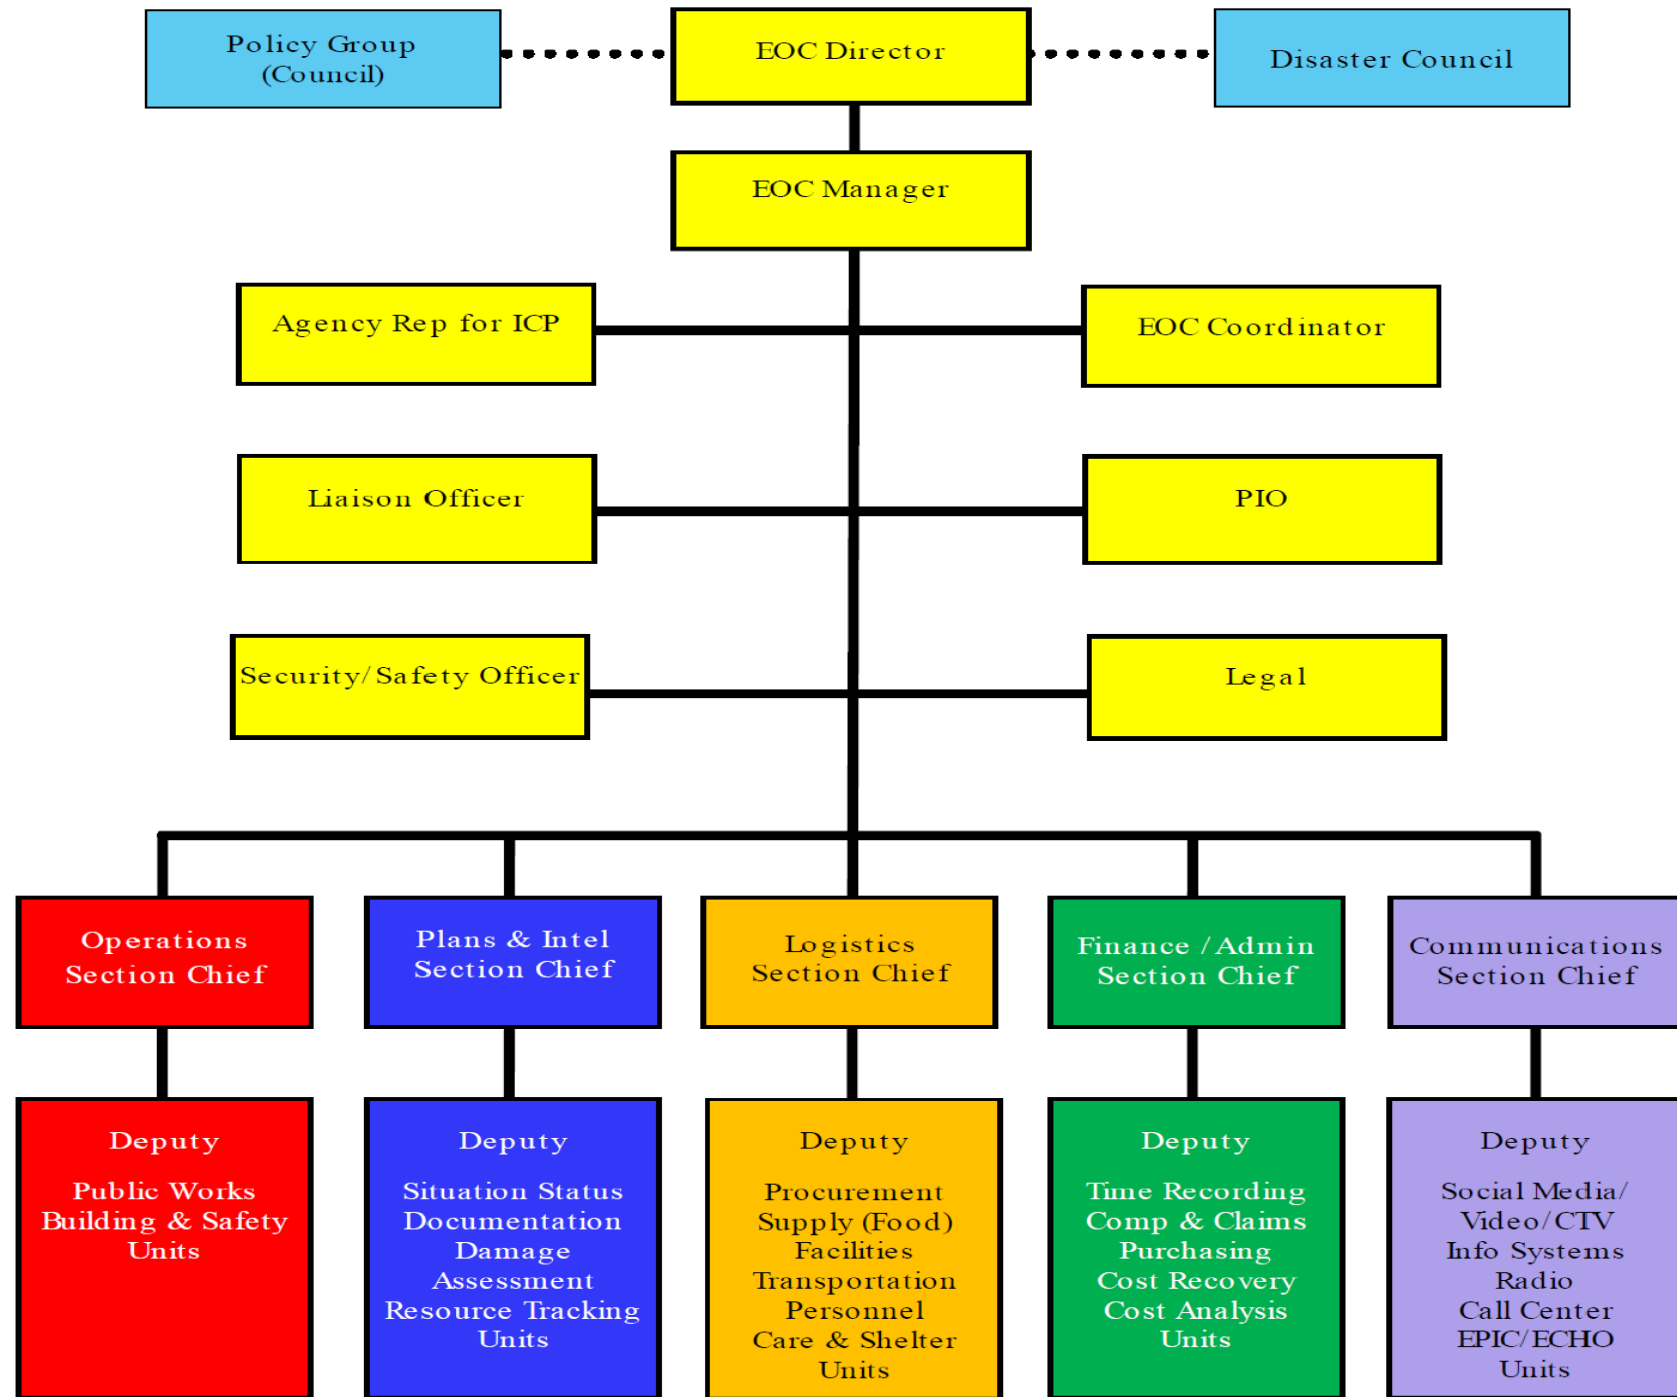 Policy Group
(Council)
EOC Director
Disaster Council
EOC Manager
Agency Rep for ICP
EOC Coordinator
Liaison Officer
PIO
Security/Safety Officer
Legal
Operations
Section Chief
Plans & Intel
Section Chief
Logistics
Section Chief
Finance /Admin
Section Chief
Communications
Section Chief
Deputy
Public Works
Building & Safety
Units
Deputy
Situation Status
Documentation
Damage
Assessment
Resource Tracking
Units
Deputy
Procurement
Supply (Food)
Facilities
Transportation
Personnel
Care & Shelter
Units
Deputy
Time Recording
Comp & Claims
Purchasing
Cost Recovery
Cost Analysis
Units
Deputy
Social Media/
Video/CTV
Info Systems
Radio
Call Center
EPIC/ECHO
Units